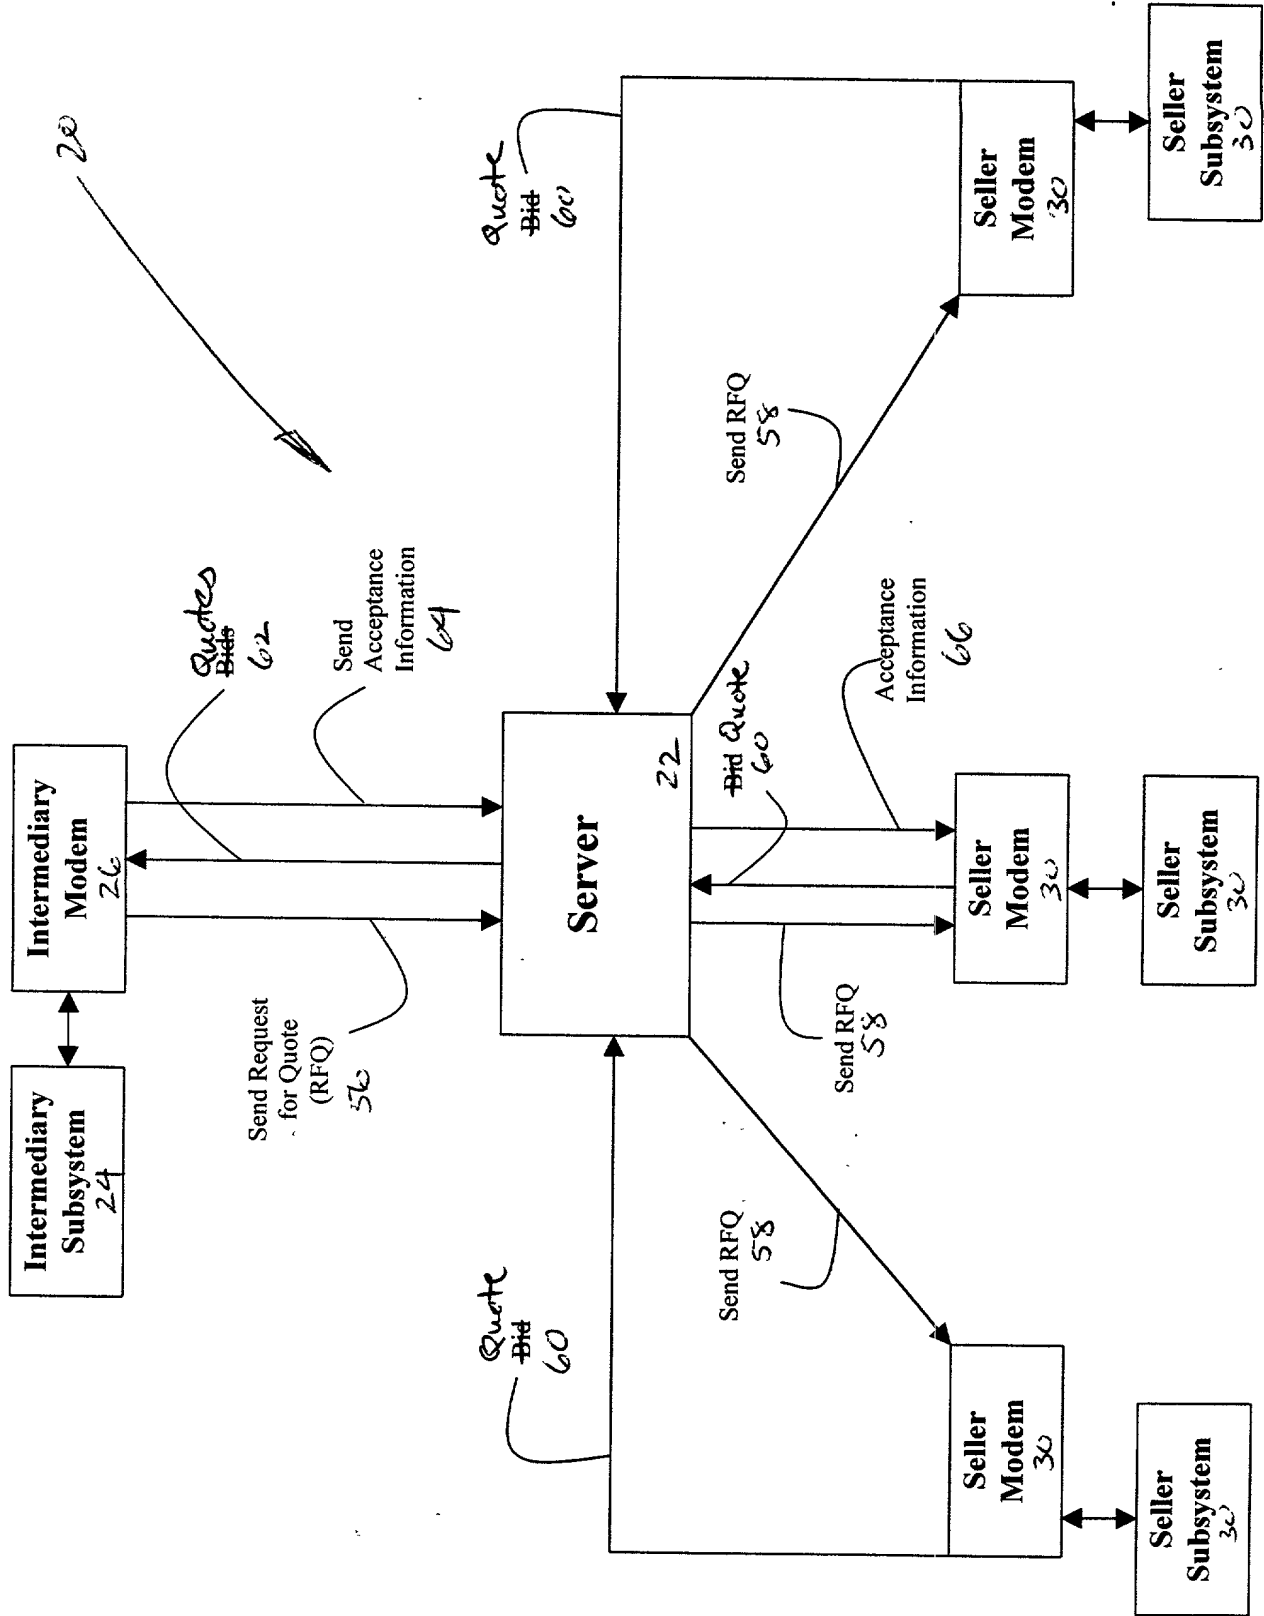 20
Intermediary
Subsystem
24
Intermediary
Modem
26
Send Request
for Quote
(RFQ)
56
Quotes
Bids
62
Send
Acceptance
Information
64
Quote
Bid
60
Server
22
Quote
Bid
60
Send RFQ
58
Send RFQ
58
Bid Quote
60
Acceptance
Information
66
Send RFQ
58
Seller
Modem
30
Seller
Modem
30
Seller
Modem
30
Seller
Subsystem
30
Seller
Subsystem
30
Seller
Subsystem
30